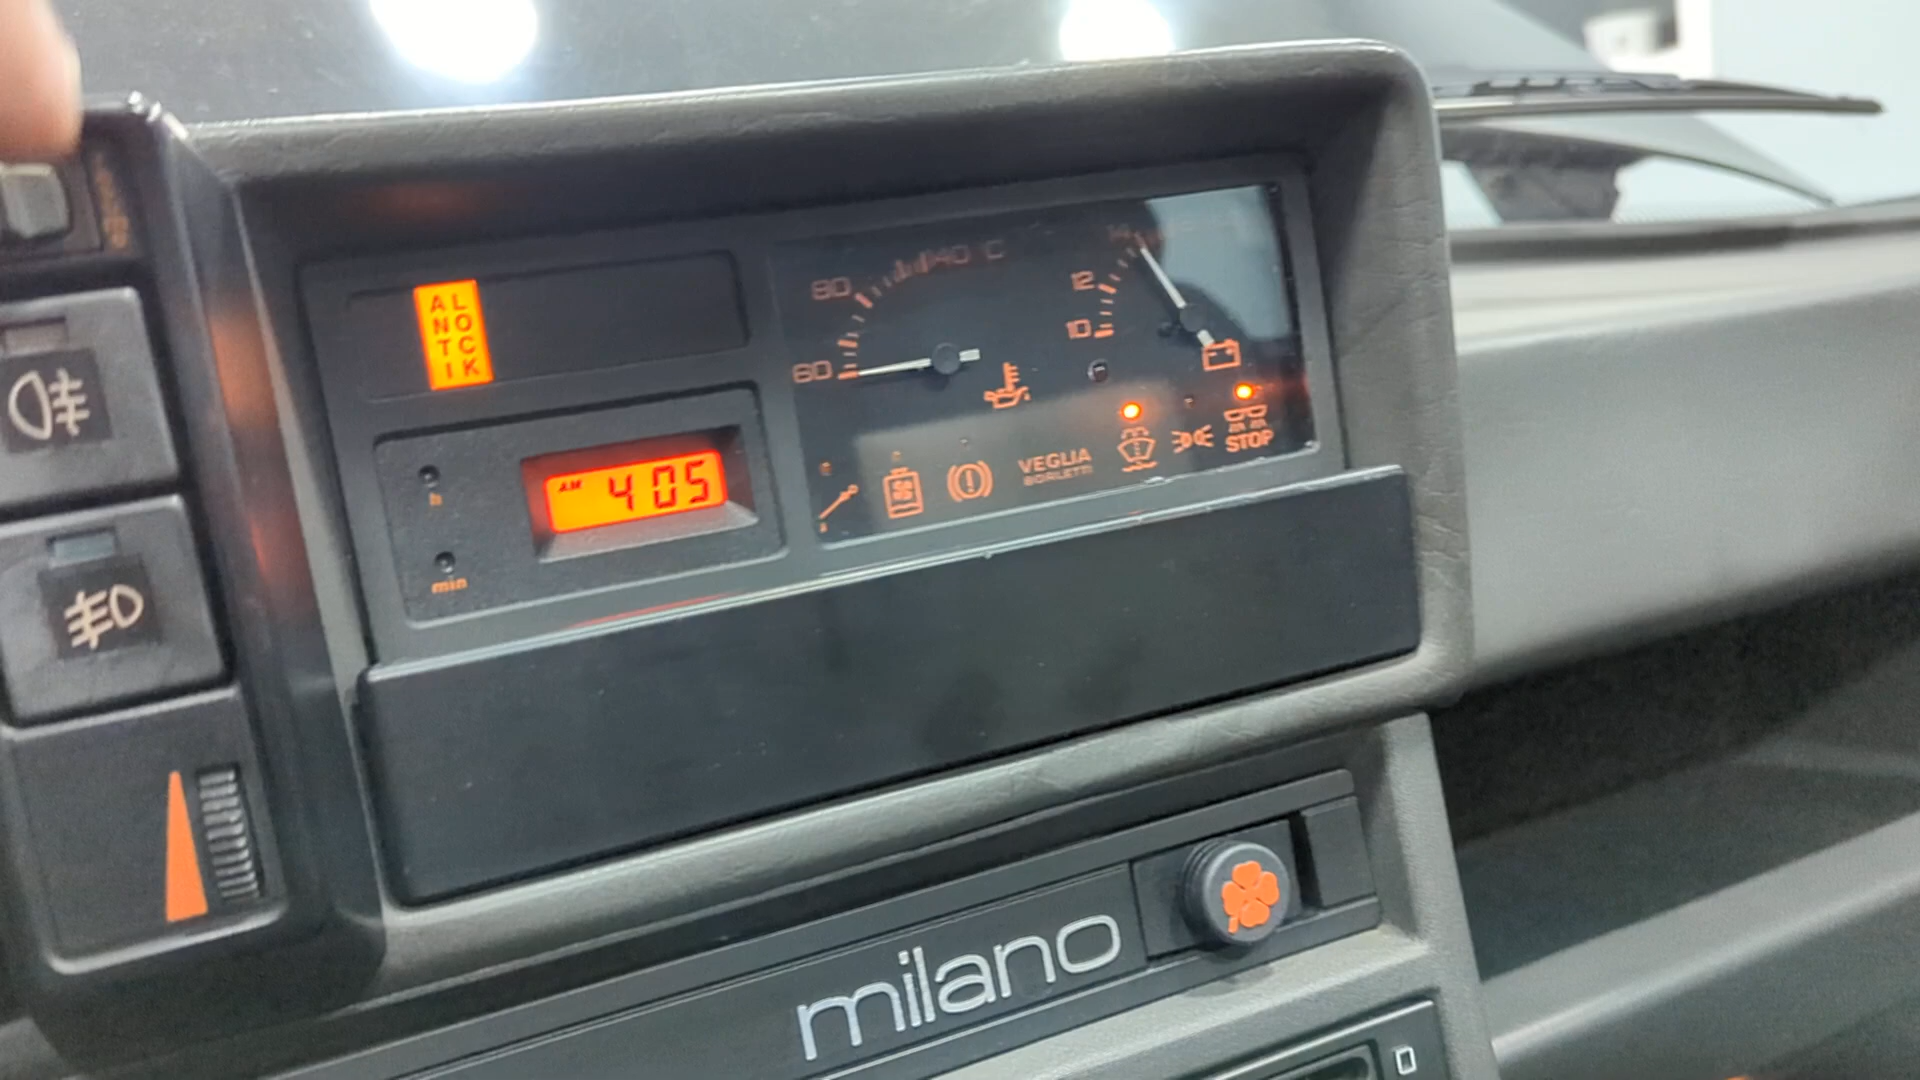 ANTI LOCK
AM 4 05
h
min
80
140 C
60
14
12
10
VEGLIA
BORLETTI
STOP
milano